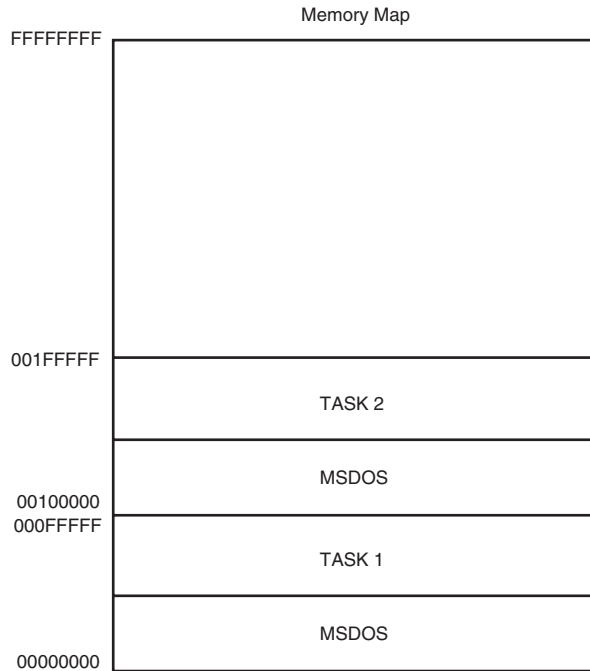 Memory Map
FFFFFFFF
001FFFFF
TASK 2
MSDOS
00100000
000FFFFF
TASK 1
MSDOS
00000000